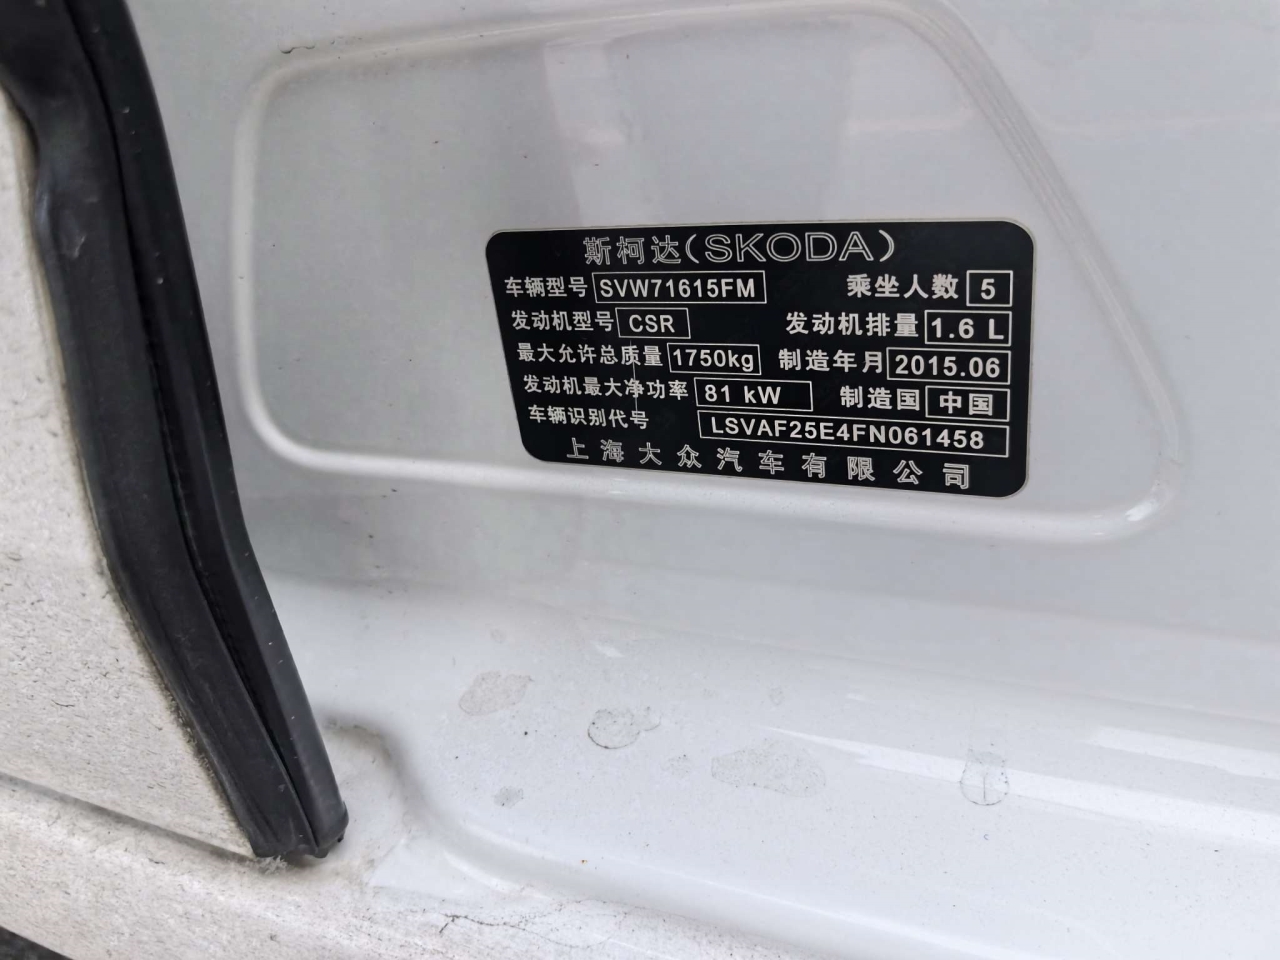 斯柯达(SKODA)
车辆型号 SVW71615FM 乘坐人数 5
发动机型号 CSR 发动机排量 1.6 L
最大允许总质量 1750kg 制造年月 2015.06
发动机最大净功率 81 kW 制造国 中国
车辆识别代号 LSVAF25E4FN061458
上海大众汽车有限公司